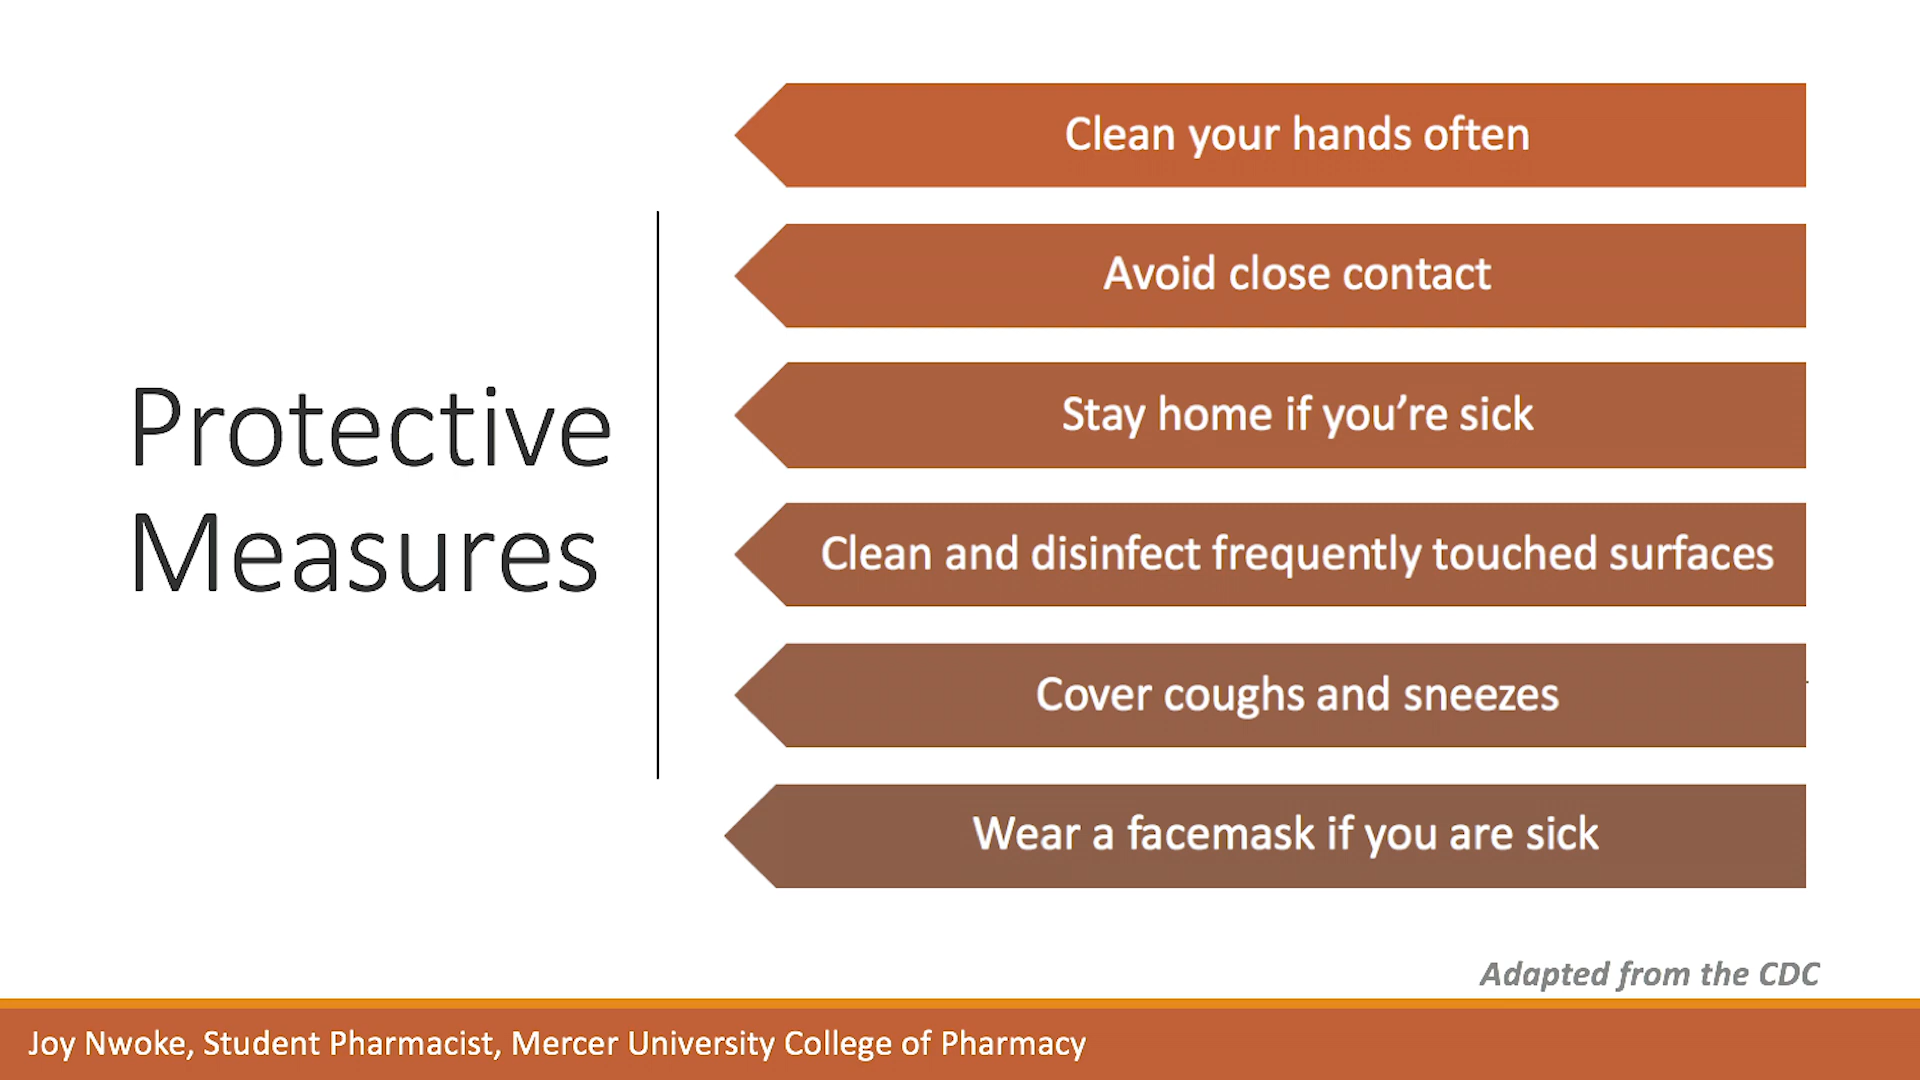 Protective
Measures
Clean your hands often
Avoid close contact
Stay home if you’re sick
Clean and disinfect frequently touched surfaces
Cover coughs and sneezes
Wear a facemask if you are sick
Adapted from the CDC
Joy Nwoke, Student Pharmacist, Mercer University College of Pharmacy